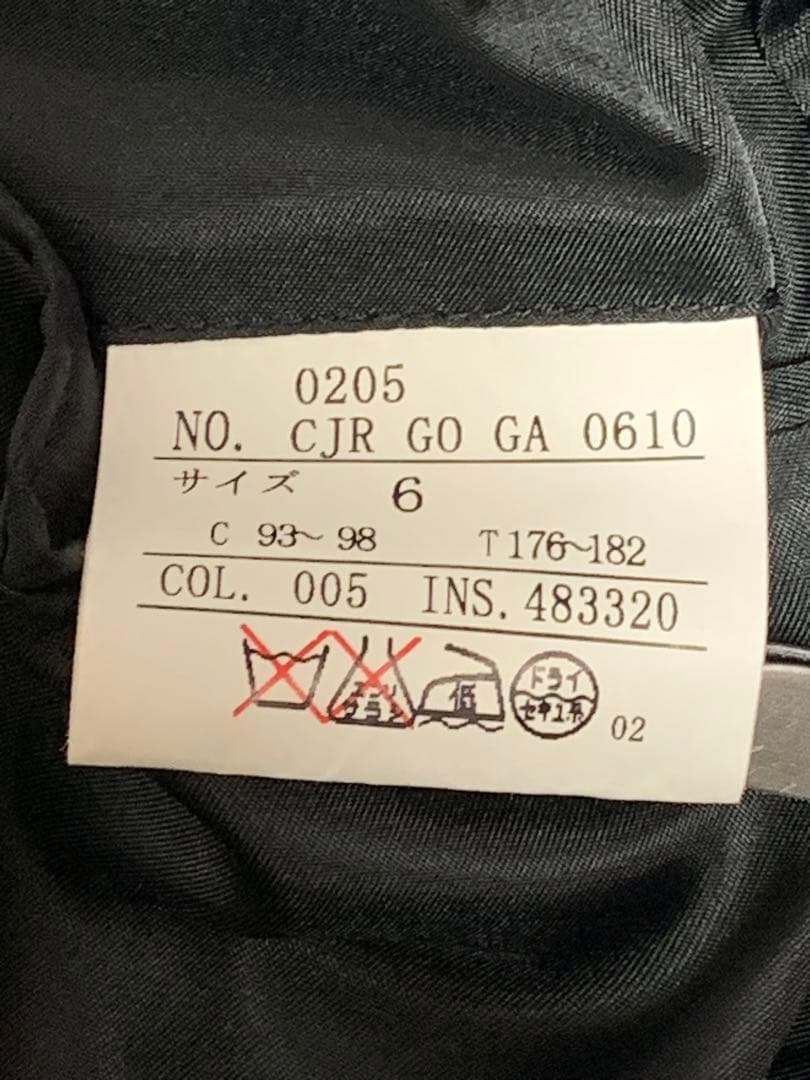 0205
NO. CJR GO GA 0610
サイズ 6
C 93~98 T176~182
COL. 005 INS. 483320
エンソ サラシ 低 ドライ セキユ系 02